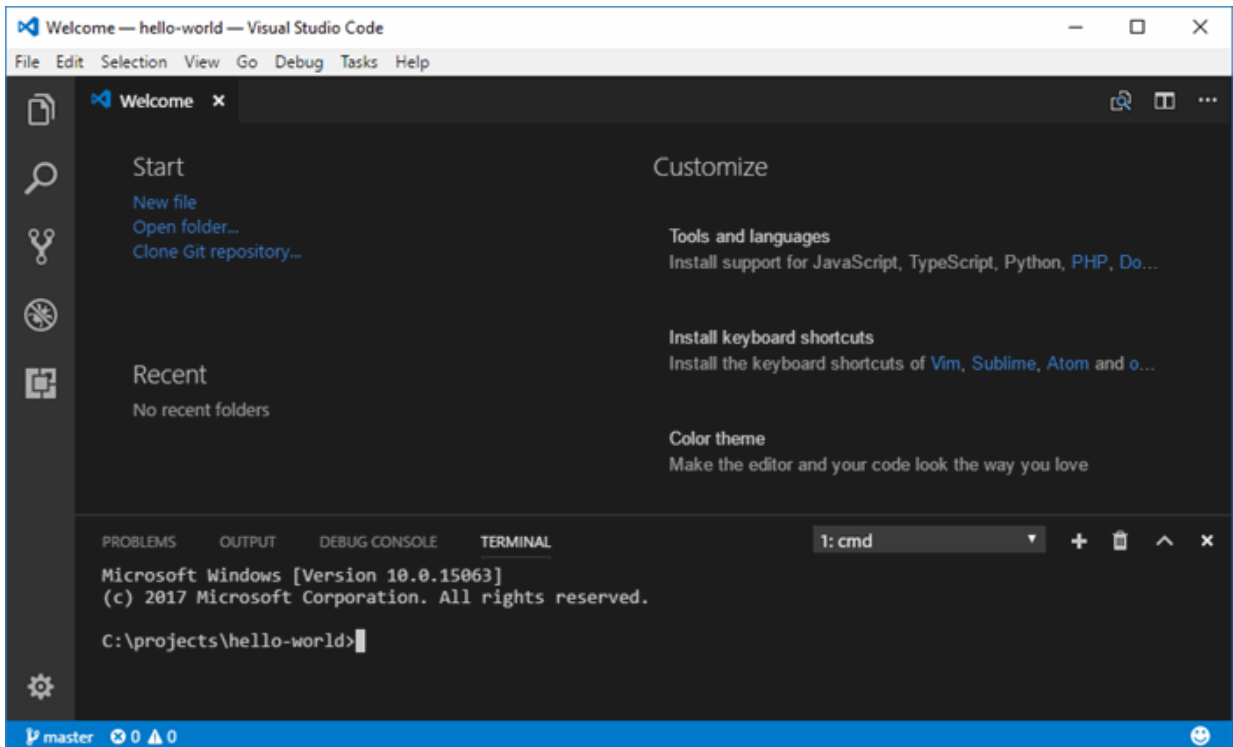 Welcome — hello-world — Visual Studio Code
File Edit Selection View Go Debug Tasks Help
Welcome
Start
New file
Open folder...
Clone Git repository...
Recent
No recent folders
Customize
Tools and languages
Install support for JavaScript, TypeScript, Python, PHP, Do...
Install keyboard shortcuts
Install the keyboard shortcuts of Vim, Sublime, Atom and o...
Color theme
Make the editor and your code look the way you love
PROBLEMS OUTPUT DEBUG CONSOLE TERMINAL 1: cmd
Microsoft Windows [Version 10.0.15063]
(c) 2017 Microsoft Corporation. All rights reserved.
C:\projects\hello-world>
master 0 0